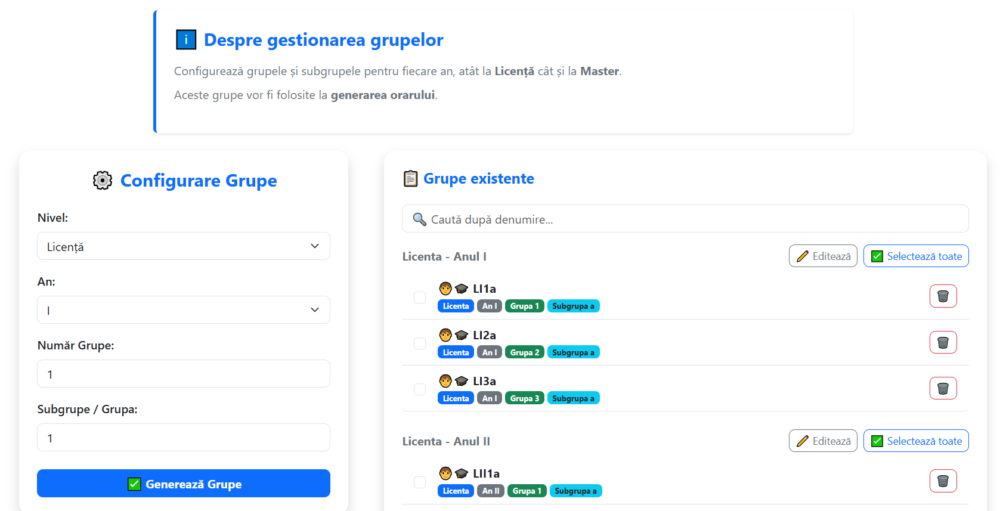 Despre gestionarea grupelor
Configurează grupele și subgrupele pentru fiecare an, atât la Licență cât și la Master.
Aceste grupe vor fi folosite la generarea orarului.
Configurare Grupe
Nivel:
Licență
An:
I
Număr Grupe:
1
Subgrupe / Grupa:
1
Generează Grupe
Grupe existente
Caută după denumire...
Licenta - Anul I
Editează
Selectează toate
LI1a
Licenta An I Grupa 1 Subgrupa a
LI2a
Licenta An I Grupa 2 Subgrupa a
LI3a
Licenta An I Grupa 3 Subgrupa a
Licenta - Anul II
Editează
Selectează toate
LII1a
Licenta An II Grupa 1 Subgrupa a